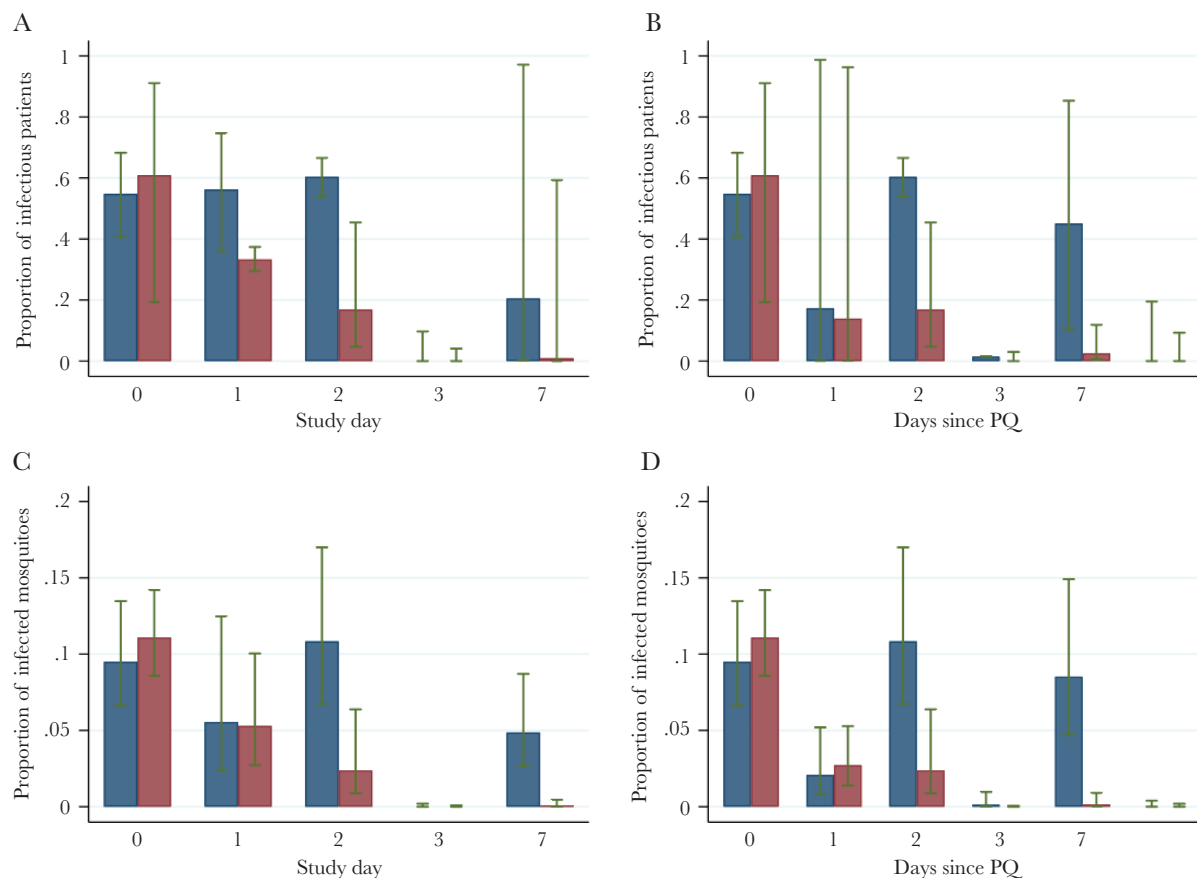 A
Proportion of infectious patients
1
.8
.6
.4
.2
0
0 1 2 3 7
Study day
B
Proportion of infectious patients
1
.8
.6
.4
.2
0
0 1 2 3 7
Days since PQ
C
Proportion of infected mosquitoes
.2
.15
.1
.05
0
0 1 2 3 7
Study day
D
Proportion of infected mosquitoes
.2
.15
.1
.05
0
0 1 2 3 7
Days since PQ